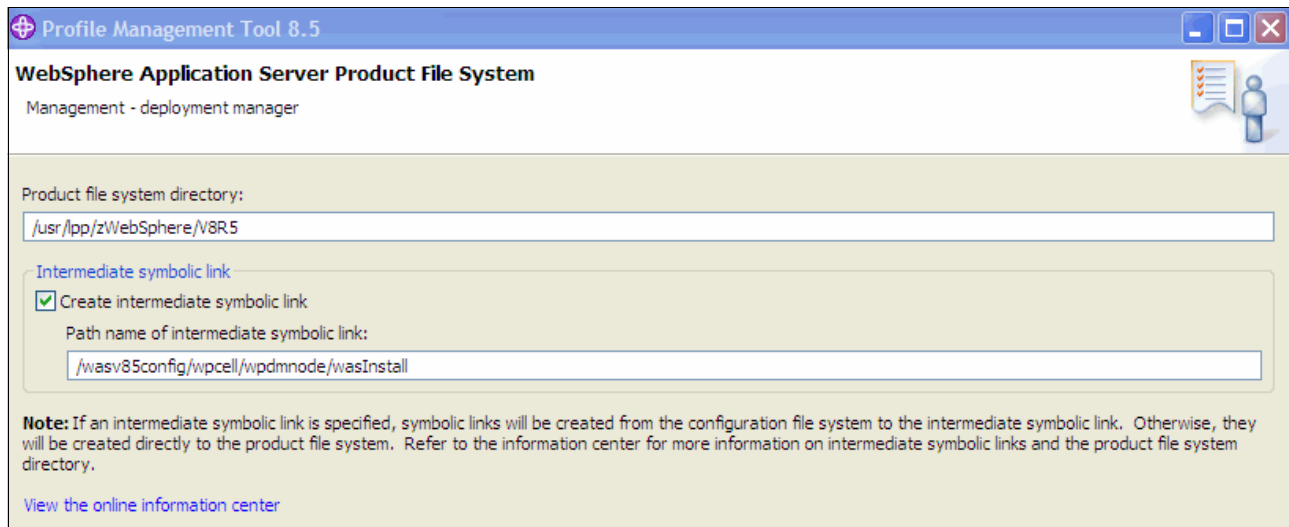 Profile Management Tool 8.5
WebSphere Application Server Product File System
Management - deployment manager
Product file system directory:
/usr/lpp/zWebSphere/V8R5
Intermediate symbolic link
Create intermediate symbolic link
Path name of intermediate symbolic link:
/wasv85config/wpcell/wpdmnode/wasInstall
Note: If an intermediate symbolic link is specified, symbolic links will be created from the configuration file system to the intermediate symbolic link.  Otherwise, they
will be created directly to the product file system.  Refer to the information center for more information on intermediate symbolic links and the product file system
directory.
View the online information center